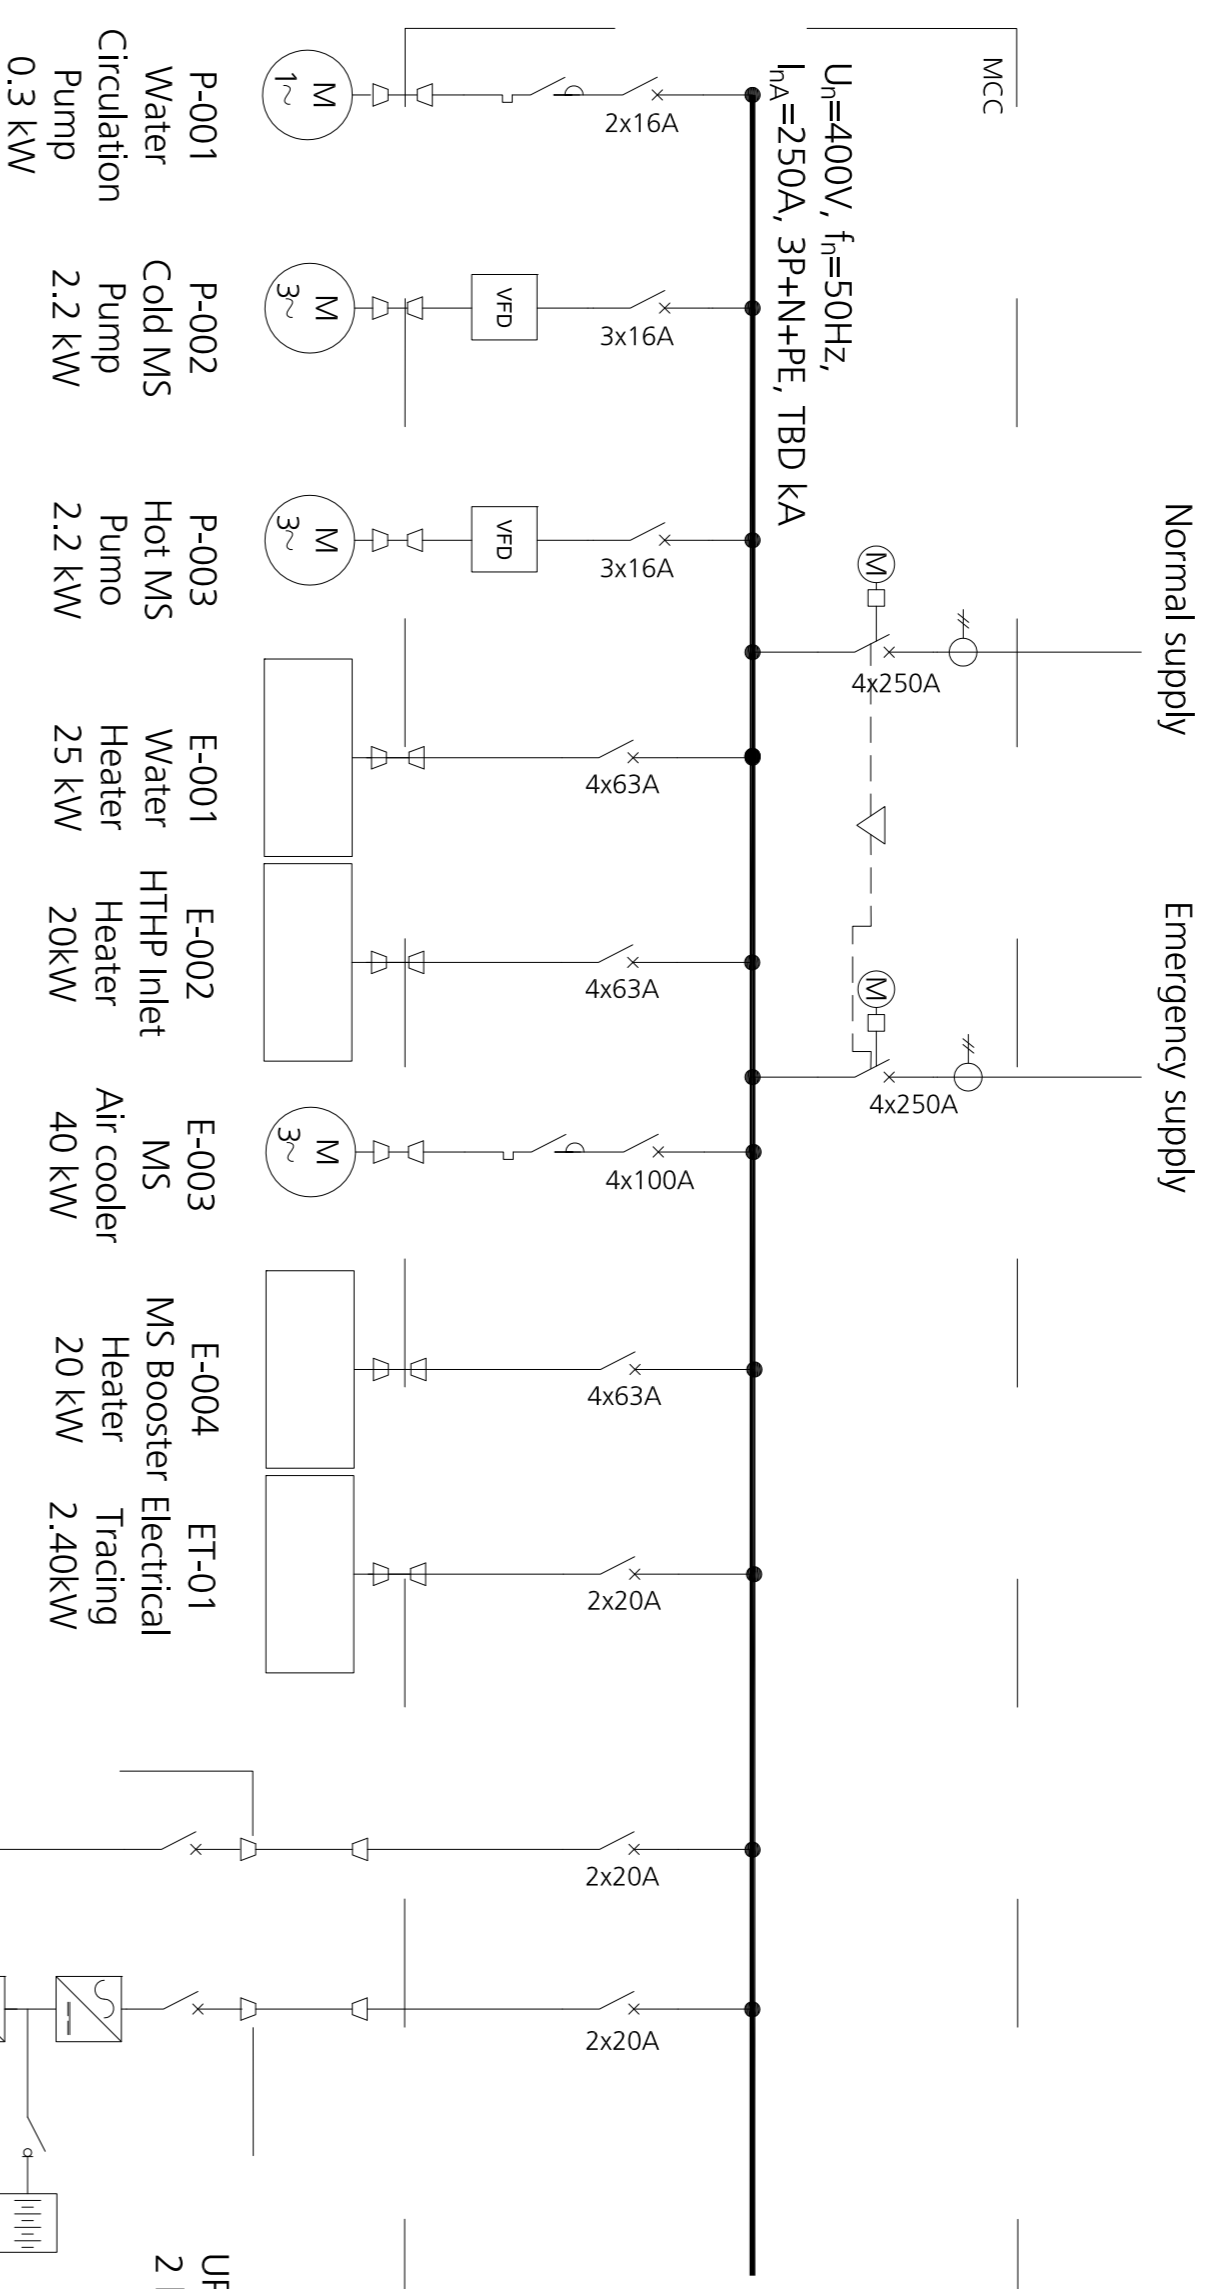 Normal supply
Emergency supply
MCC
Uₙ=400V, fₙ=50Hz,
IₙA=250A, 3P+N+PE, TBD kA
M
4x250A
M
4x250A
2x16A
3x16A
3x16A
4x63A
4x63A
4x100A
4x63A
2x20A
2x20A
2x20A
VFD
VFD
M
1~
M
3~
M
3~
M
3~
P-001
Water
Circulation
Pump
0.3 kW
P-002
Cold MS
Pump
2.2 kW
P-003
Hot MS
Pumo
2.2 kW
E-001
Water
Heater
25 kW
E-002
HTHP Inlet
Heater
20kW
E-003
MS
Air cooler
40 kW
E-004
MS Booster
Heater
20 kW
ET-01
Electrical
Tracing
2.40kW
2